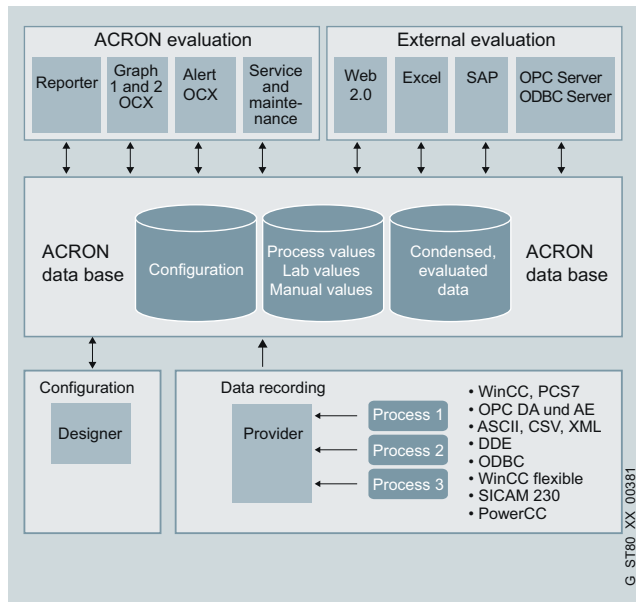 ACRON evaluation
Reporter
Graph
1 and 2
OCX
Alert
OCX
Service
and
mainte-
nance
External evaluation
Web
2.0
Excel
SAP
OPC Server
ODBC Server
ACRON
data base
Configuration
Process values
Lab values
Manual values
Condensed,
evaluated
data
ACRON
data base
Configuration
Designer
Data recording
Provider
Process 1
Process 2
Process 3
• WinCC, PCS7
• OPC DA und AE
• ASCII, CSV, XML
• DDE
• ODBC
• WinCC flexible
• SICAM 230
• PowerCC
G_ST80_XX_00381